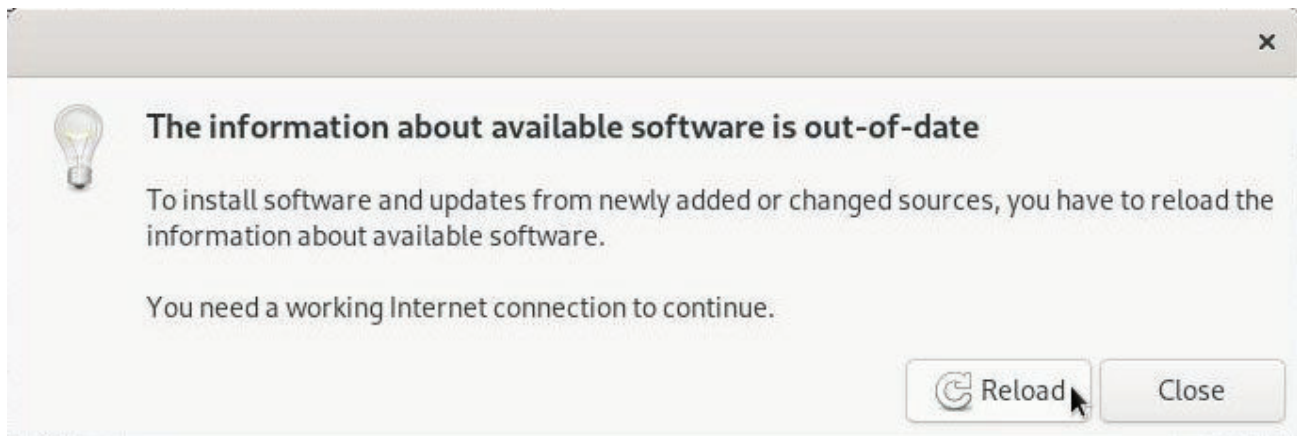 The information about available software is out-of-date
To install software and updates from newly added or changed sources, you have to reload the
information about available software.
You need a working Internet connection to continue.
Reload Close